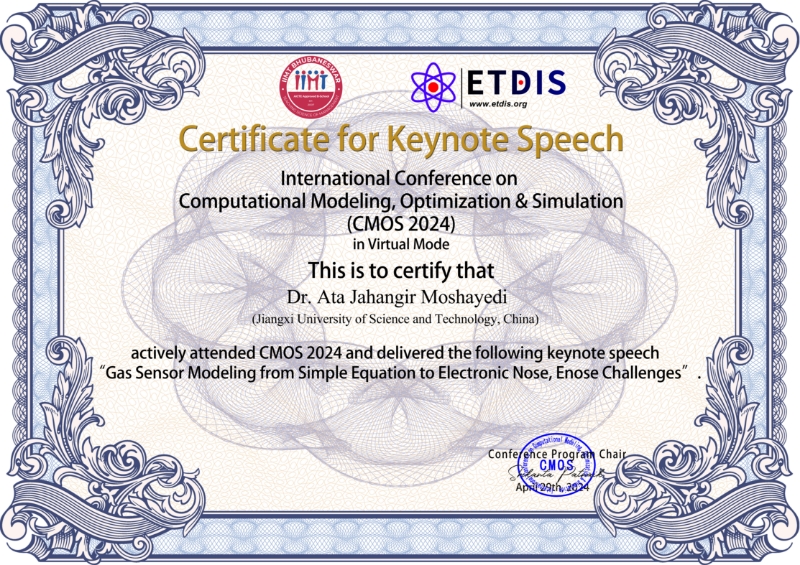 IIMT BHUBANESWAR
IIMT
ETDIS
www.etdis.org
Certificate for Keynote Speech
International Conference on
Computational Modeling, Optimization & Simulation
(CMOS 2024)
in Virtual Mode
This is to certify that
Dr. Ata Jahangir Moshayedi
(Jiangxi University of Science and Technology, China)
actively attended CMOS 2024 and delivered the following keynote speech
“Gas Sensor Modeling from Simple Equation to Electronic Nose, Enose Challenges” .
Conference Program Chair
CMOS
April 29th, 2024